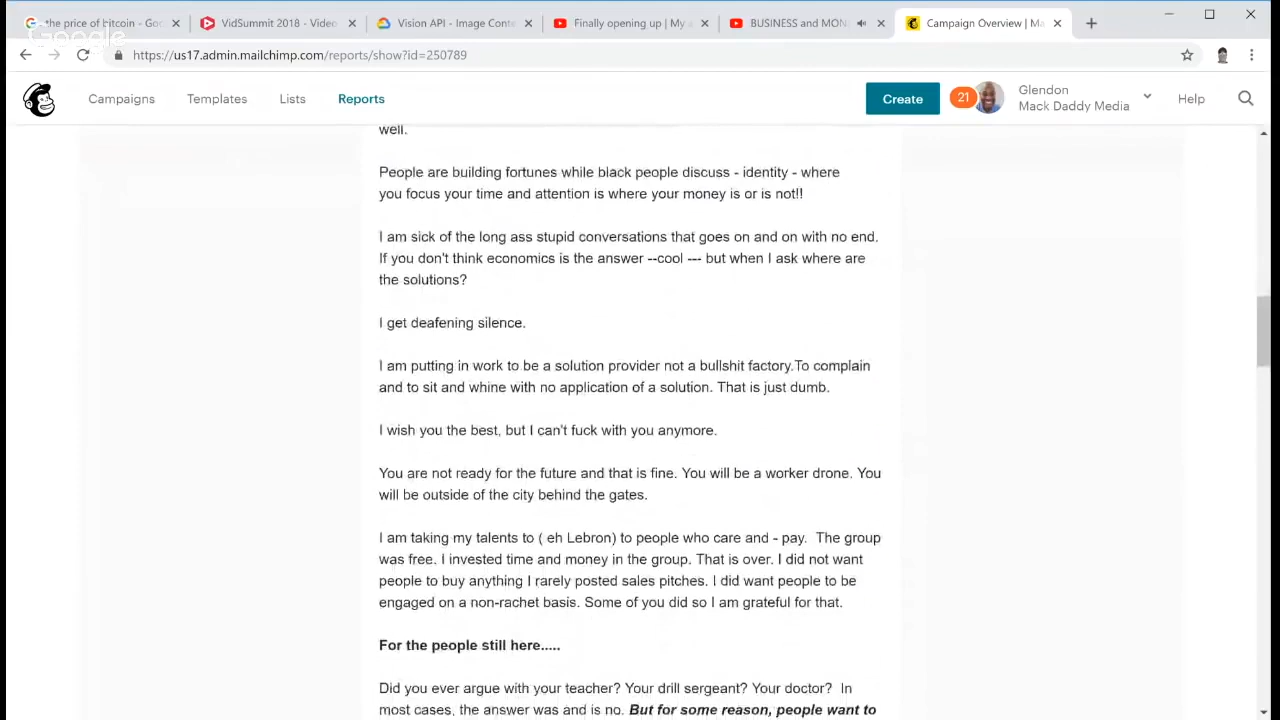 the price of bitcoin - Goo
VidSummit 2018 - Video
Vision API - Image Conte
Finally opening up | My
BUSINESS and MON
Campaign Overview | Ma
Google
https://us17.admin.mailchimp.com/reports/show?id=250789
Campaigns
Templates
Lists
Reports
Create
21
Glendon
Mack Daddy Media
Help
well.
People are building fortunes while black people discuss - identity - where
you focus your time and attention is where your money is or is not!!
I am sick of the long ass stupid conversations that goes on and on with no end.
If you don't think economics is the answer --cool --- but when I ask where are
the solutions?
I get deafening silence.
I am putting in work to be a solution provider not a bullshit factory.To complain
and to sit and whine with no application of a solution. That is just dumb.
I wish you the best, but I can't fuck with you anymore.
You are not ready for the future and that is fine. You will be a worker drone. You
will be outside of the city behind the gates.
I am taking my talents to ( eh Lebron) to people who care and - pay.  The group
was free. I invested time and money in the group. That is over. I did not want
people to buy anything I rarely posted sales pitches. I did want people to be
engaged on a non-rachet basis. Some of you did so I am grateful for that.
For the people still here.....
Did you ever argue with your teacher? Your drill sergeant? Your doctor?  In
most cases, the answer was and is no. But for some reason, people want to